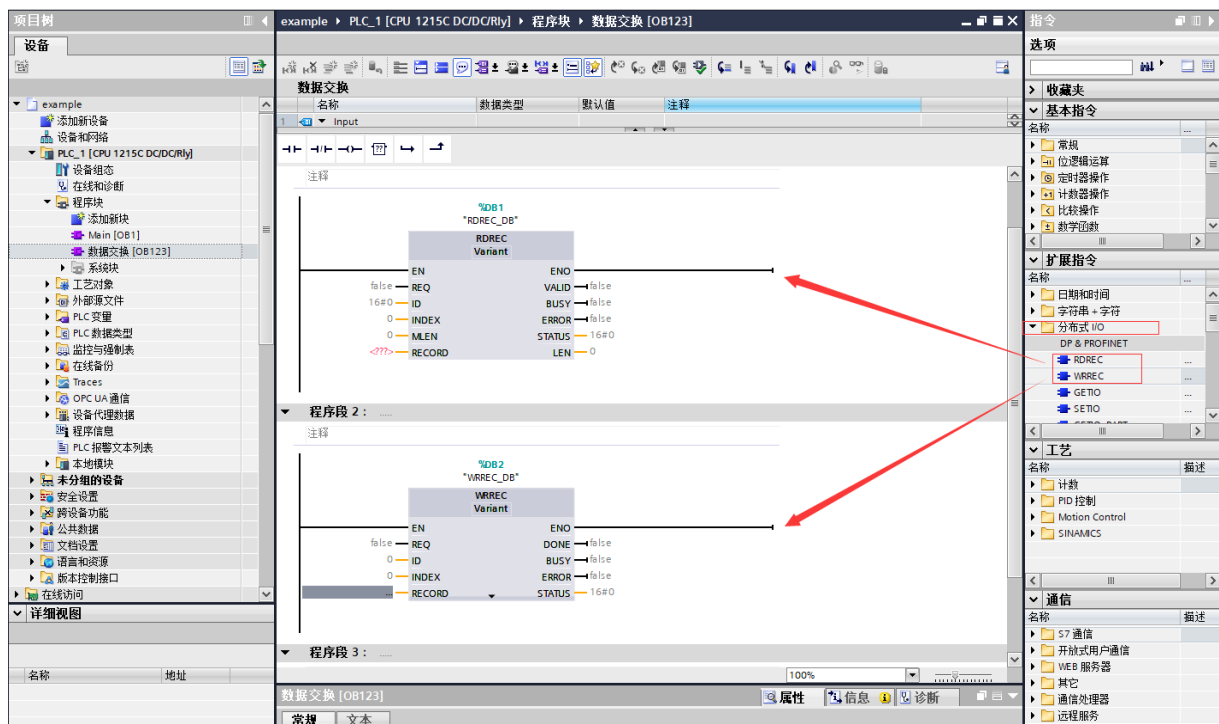 项目树
设备
example
添加新设备
设备和网络
PLC_1 [CPU 1215C DC/DC/Rly]
设备组态
在线和诊断
程序块
添加新块
Main [OB1]
数据交换 [OB123]
系统块
工艺对象
外部源文件
PLC 变量
PLC 数据类型
监控与强制表
在线备份
Traces
OPC UA 通信
设备代理数据
程序信息
PLC 报警文本列表
本地模块
未分组的设备
安全设置
跨设备功能
公共数据
文档设置
语言和资源
版本控制接口
在线访问
详细视图
名称 地址
example PLC_1 [CPU 1215C DC/DC/Rly] 程序块 数据交换 [OB123]
数据交换
名称 数据类型 默认值 注释
1 Input
??
注释
%DB1
"RDREC_DB"
RDREC
Variant
EN ENO
false REQ VALID false
16#0 ID BUSY false
0 INDEX ERROR false
0 MLEN STATUS 16#0
<???> RECORD LEN 0
程序段 2： .....
注释
%DB2
"WRREC_DB"
WRREC
Variant
EN ENO
false REQ DONE false
0 ID BUSY false
0 INDEX ERROR false
... RECORD STATUS 16#0
程序段 3： .....
100%
数据交换 [OB123] 属性 信息 诊断
常规 文本
指令
选项
收藏夹
基本指令
名称 ...
常规
位逻辑运算
定时器操作
计数器操作
比较操作
数学函数
扩展指令
名称 ...
日期和时间
字符串 + 字符
分布式 I/O
DP & PROFINET
RDREC ...
WRREC ...
GETIO ...
SETIO ...
工艺
名称 描述
计数
PID 控制
Motion Control
SINAMICS
通信
名称 描述
S7 通信
开放式用户通信
WEB 服务器
其它
通信处理器
远程服务